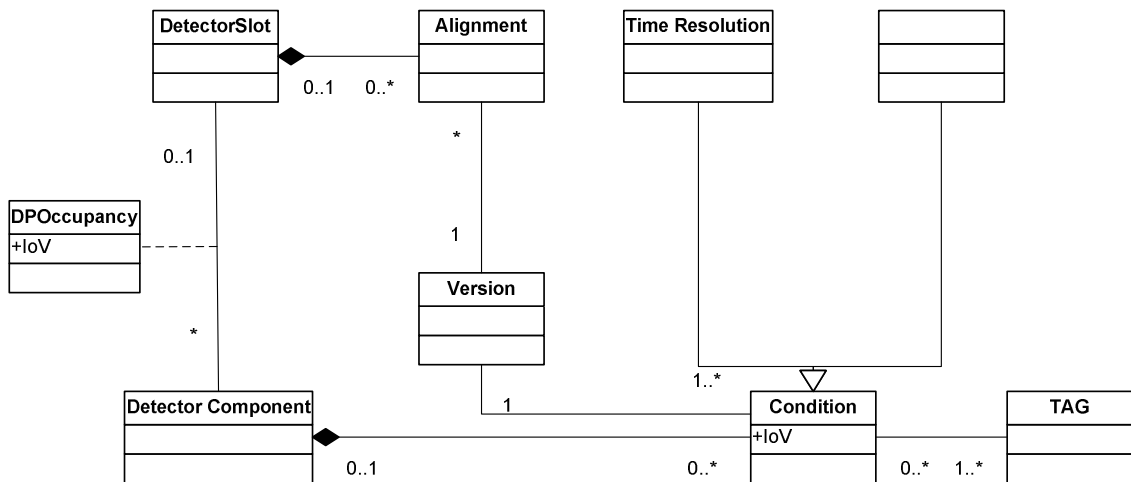 DetectorSlot
Alignment
Time Resolution
0..1
0..*
*
0..1
DPOccupancy
+IoV
1
Version
*
1..*
1
Detector Component
Condition
TAG
+IoV
0..1
0..*
0..*
1..*